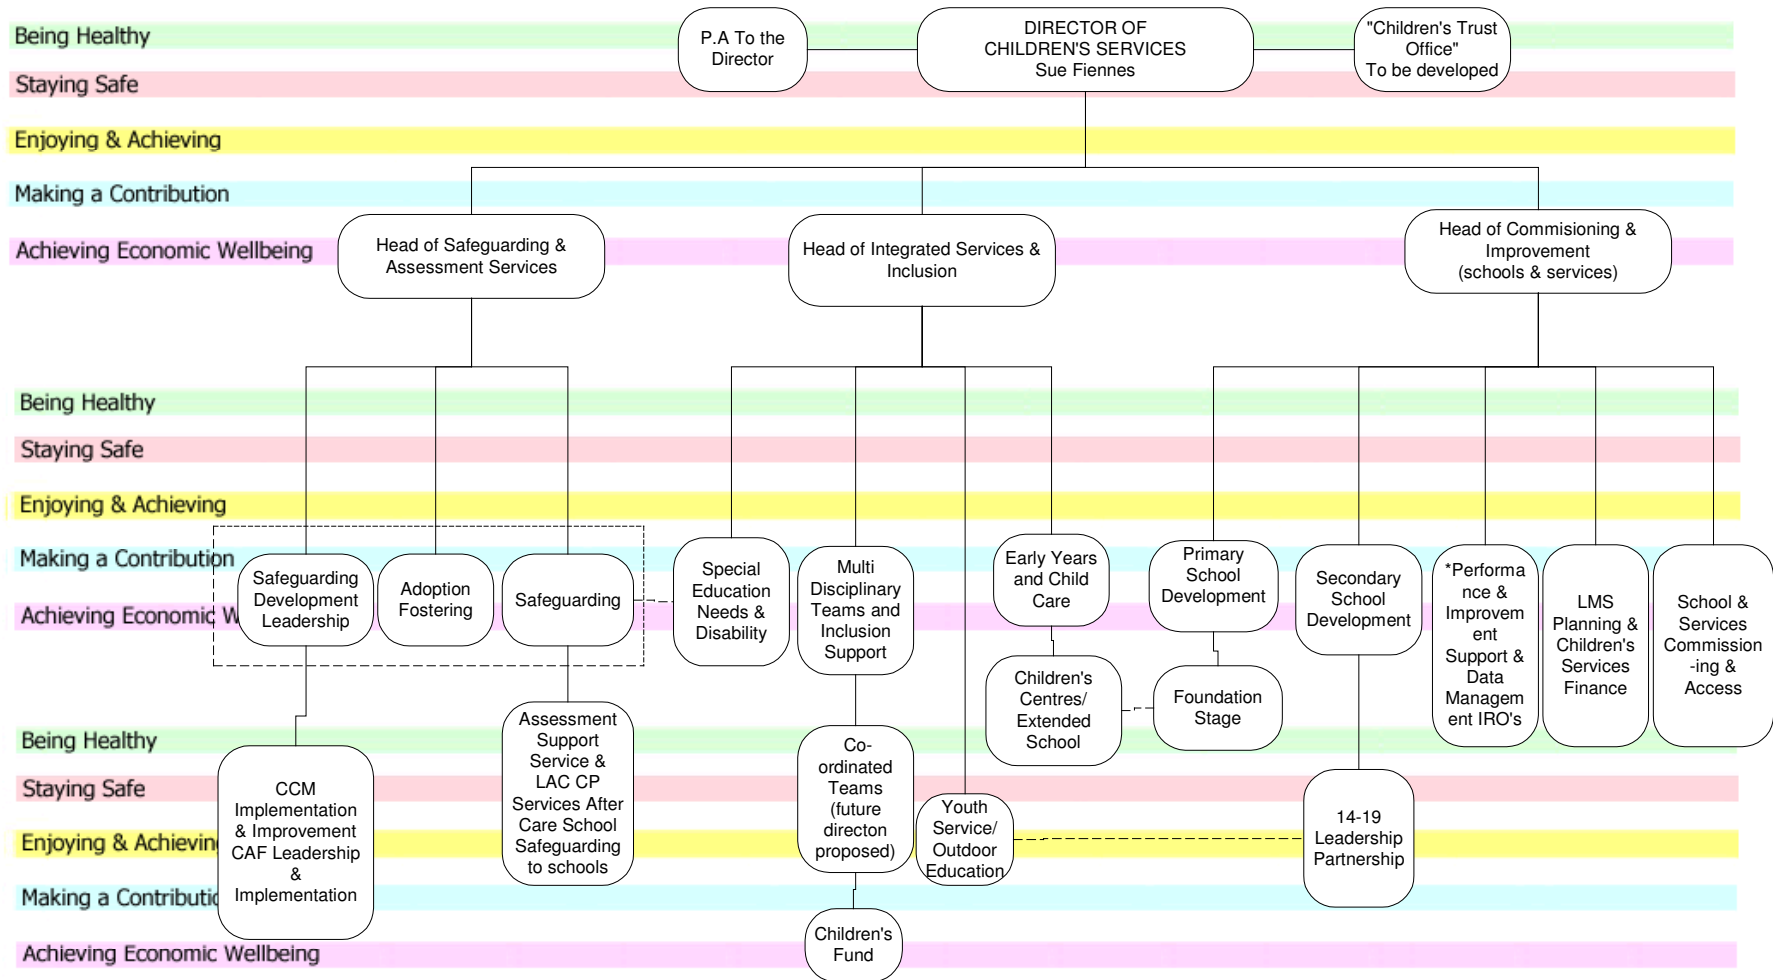 Being Healthy
P.A To the
Director
DIRECTOR OF
CHILDREN'S SERVICES
Sue Fiennes
"Children's Trust
Office"
To be developed
Staying Safe
Enjoying & Achieving
Making a Contribution
Achieving Economic Wellbeing
Head of Safeguarding &
Assessment Services
Head of Integrated Services &
Inclusion
Head of Commisioning &
Improvement
(schools & services)
Being Healthy
Staying Safe
Enjoying & Achieving
Making a Contribution
Achieving Economic W
Safeguarding
Development
Leadership
Adoption
Fostering
Safeguarding
Special
Education
Needs &
Disability
Multi
Disciplinary
Teams and
Inclusion
Support
Early Years
and Child
Care
Primary
School
Development
Secondary
School
Development
*Performa
nce &
Improvem
ent
Support &
Data
Managem
ent IRO's
LMS
Planning &
Children's
Services
Finance
School &
Services
Commission
-ing &
Access
Children's
Centres/
Extended
School
Foundation
Stage
Being Healthy
Staying Safe
Enjoying & Achieving
Making a Contributio
Achieving Economic Wellbeing
CCM
Implementation
& Improvement
CAF Leadership
&
Implementation
Assessment
Support
Service &
LAC CP
Services After
Care School
Safeguarding
to schools
Co-
ordinated
Teams
(future
directon
proposed)
Youth
Service/
Outdoor
Education
14-19
Leadership
Partnership
Children's
Fund